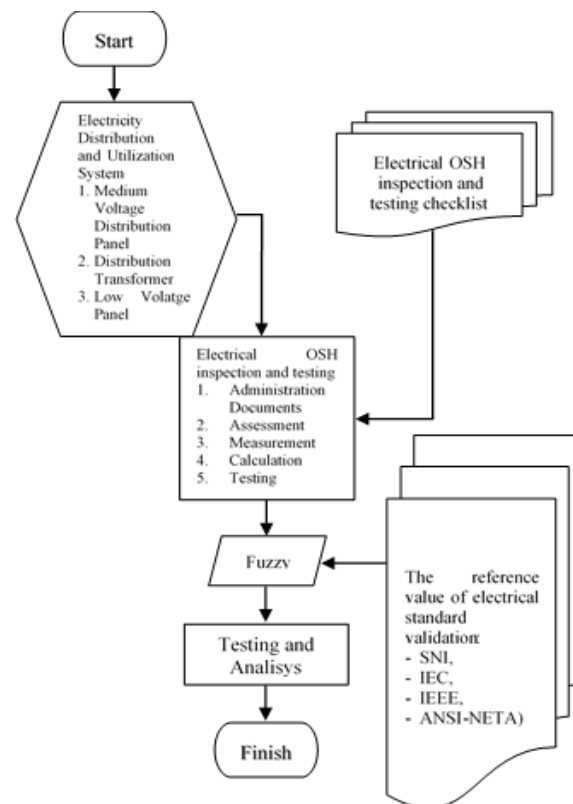 Start
Electricity
Distribution
and Utilization
System
1. Medium
Voltage
Distribution
Panel
2. Distribution
Transformer
3. Low Volatge
Panel
Electrical OSH
inspection and
testing checklist
Electrical OSH
inspection and testing
1. Administration
Documents
2. Assessment
3. Measurement
4. Calculation
5. Testing
Fuzzy
The reference
value of electrical
standard
validation:
- SNI,
- IEC,
- IEEE,
- ANSI-NETA)
Testing and
Analisys
Finish